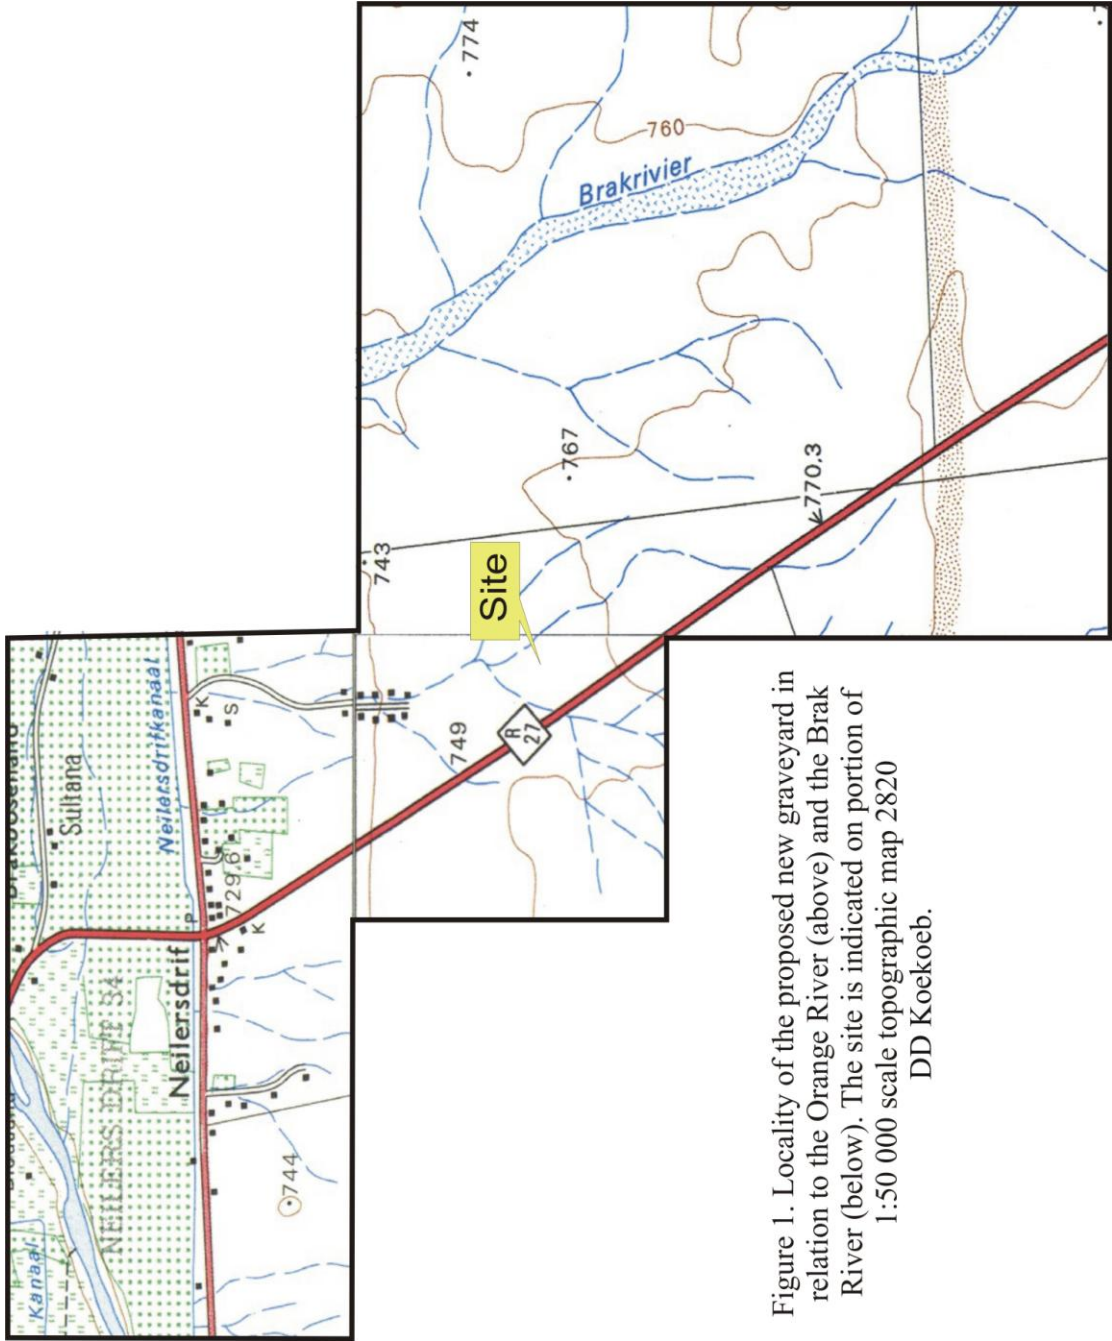 Kanaal
NEILERS DRIFT 34
Sultana
Neilersdrifkanaal
P
Neilersdrif
729.6
K
K
S
744
749
R
27
743
Site
774
760
Brakrivier
767
770.3
Figure 1. Locality of the proposed new graveyard in
relation to the Orange River (above) and the Brak
River (below). The site is indicated on portion of
1:50 000 scale topographic map 2820
DD Koekoeb.